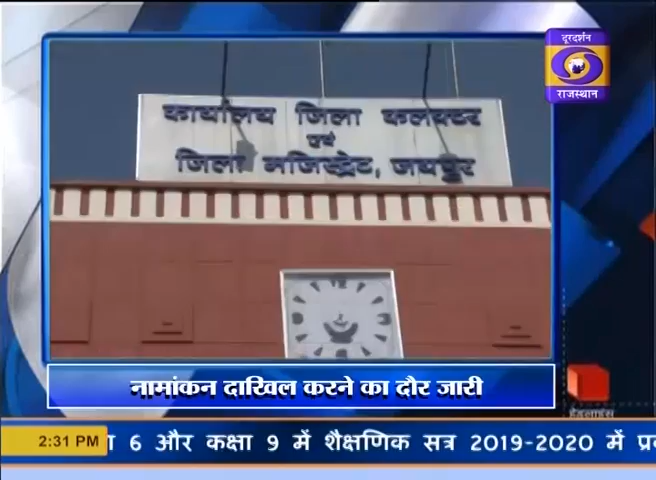 दूरदर्शन
राजस्थान
कार्यालय जिला कलक्टर
एवं
जिला मजिस्ट्रेट, जयपुर
नामांकन दाखिल करने का दौर जारी
हेडलाइंस
2:31 PM
6 और कक्षा 9 में शैक्षणिक सत्र 2019-2020 में